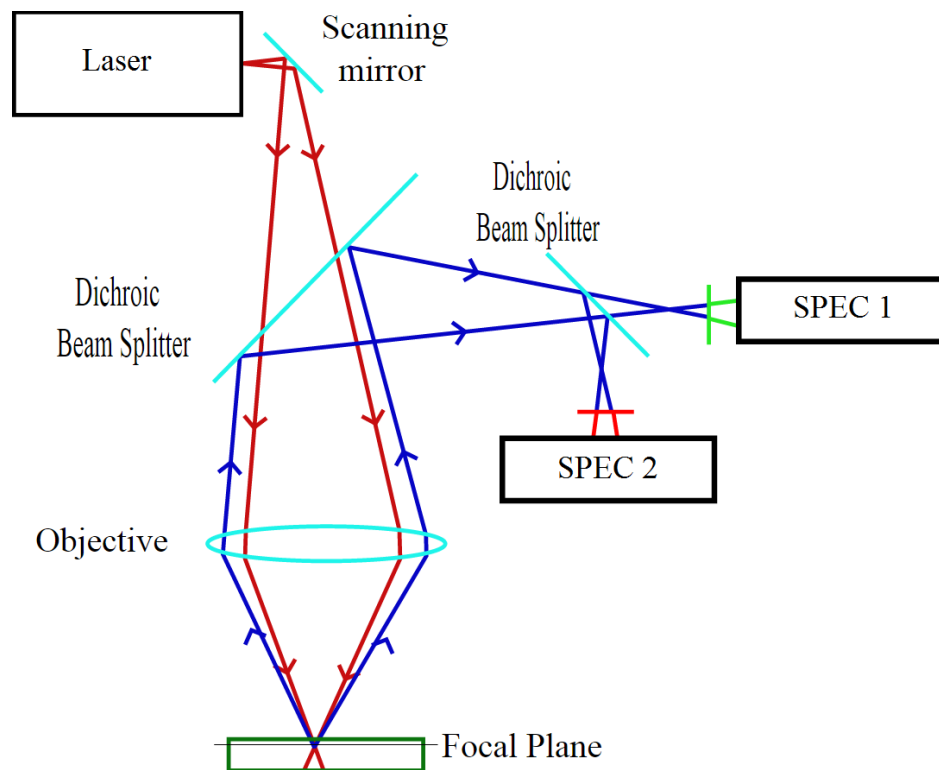 Laser
Scanning
mirror
Dichroic
Beam Splitter
Dichroic
Beam Splitter
SPEC 1
SPEC 2
Objective
Focal Plane